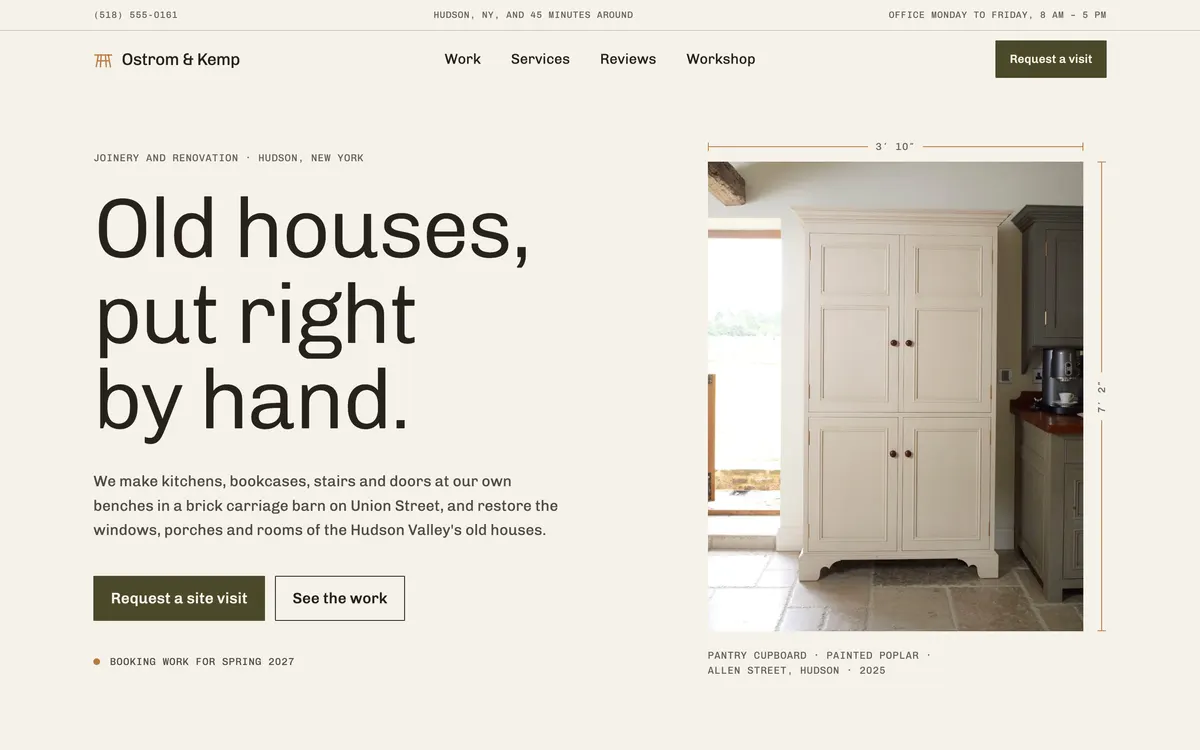 (518) 555-0161
HUDSON, NY, AND 45 MINUTES AROUND
OFFICE MONDAY TO FRIDAY, 8 AM – 5 PM
Ostrom & Kemp
Work
Services
Reviews
Workshop
Request a visit
JOINERY AND RENOVATION · HUDSON, NEW YORK
Old houses,
put right
by hand.
We make kitchens, bookcases, stairs and doors at our own
benches in a brick carriage barn on Union Street, and restore the
windows, porches and rooms of the Hudson Valley's old houses.
Request a site visit
See the work
BOOKING WORK FOR SPRING 2027
3′ 10″
7′ 2″
PANTRY CUPBOARD · PAINTED POPLAR ·
ALLEN STREET, HUDSON · 2025